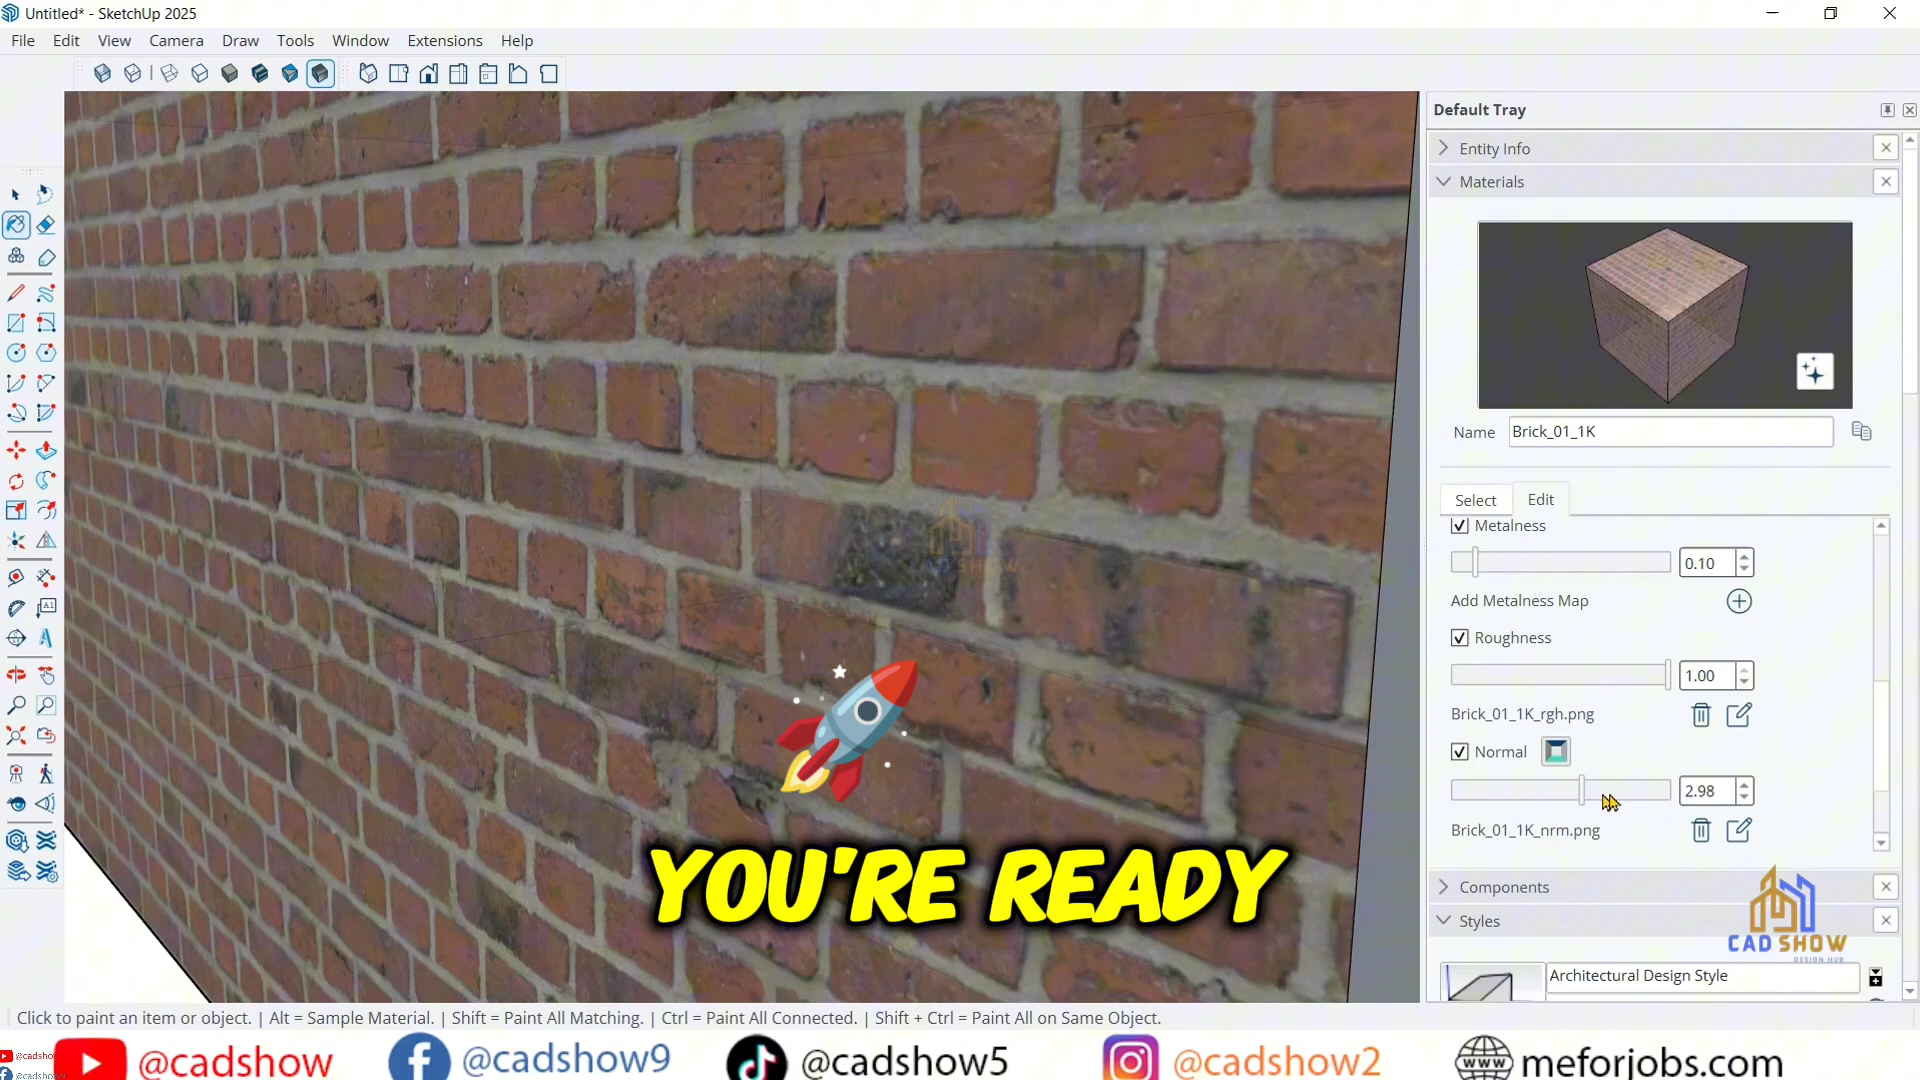 Untitled* - SketchUp 2025
File Edit View Camera Draw Tools Window Extensions Help
Default Tray
Entity Info
Materials
Name Brick_01_1K
Select Edit
Metalness
0.10
Add Metalness Map
Roughness
1.00
Brick_01_1K_rgh.png
Normal
2.98
Brick_01_1K_nrm.png
Components
Styles
Architectural Design Style
CAD SHOW
YOU'RE READY
CAD SHOW
DESIGN HUB
Click to paint an item or object. | Alt = Sample Material. | Shift = Paint All Matching. | Ctrl = Paint All Connected. | Shift + Ctrl = Paint All on Same Object.
@cadshow @cadshow9 @cadshow5 @cadshow2 meforjobs.com